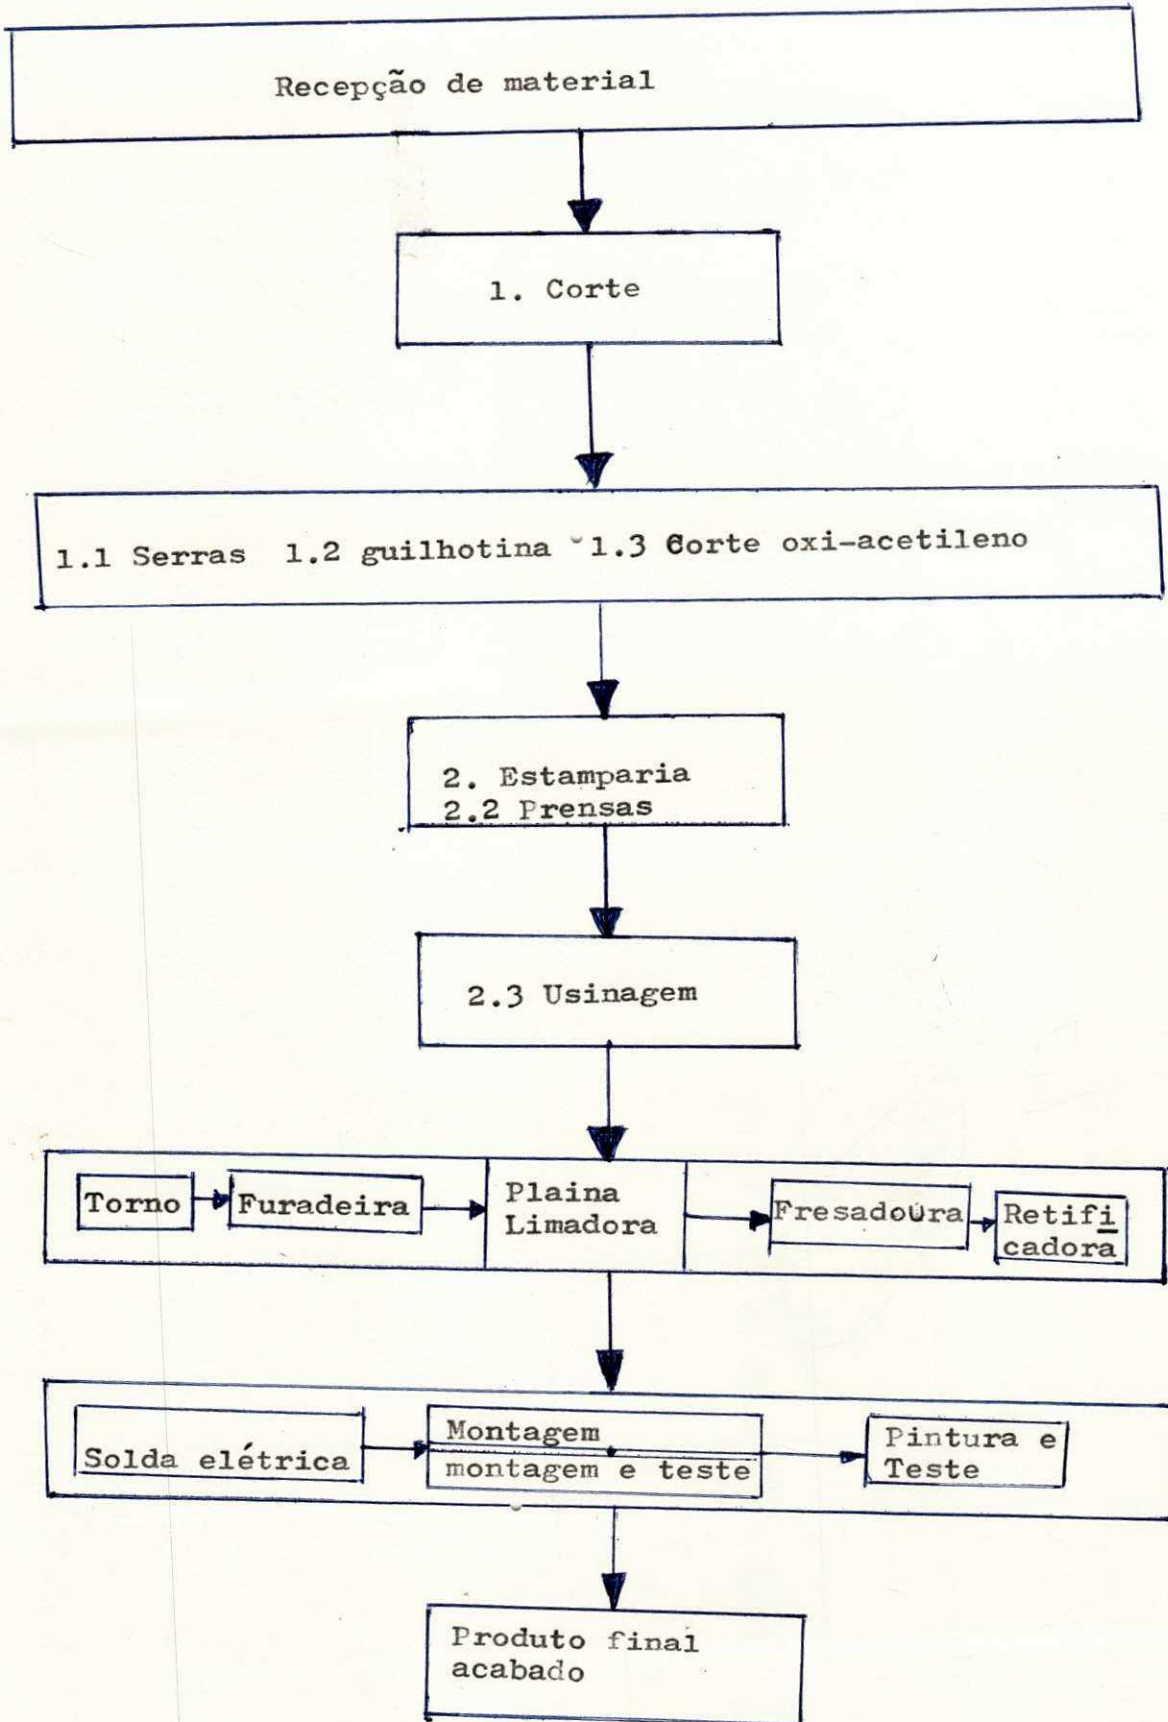 Recepção de material
1. Corte
1.1 Serras 1.2 guilhotina 1.3 Corte oxi-acetileno
2. Estamparia
2.2 Prensas
2.3 Usinagem
Torno
Furadeira
Plaina
Limadora
Fresadoura
Retifi
cadora
Solda elétrica
Montagem
montagem e teste
Pintura e
Teste
Produto final
acabado